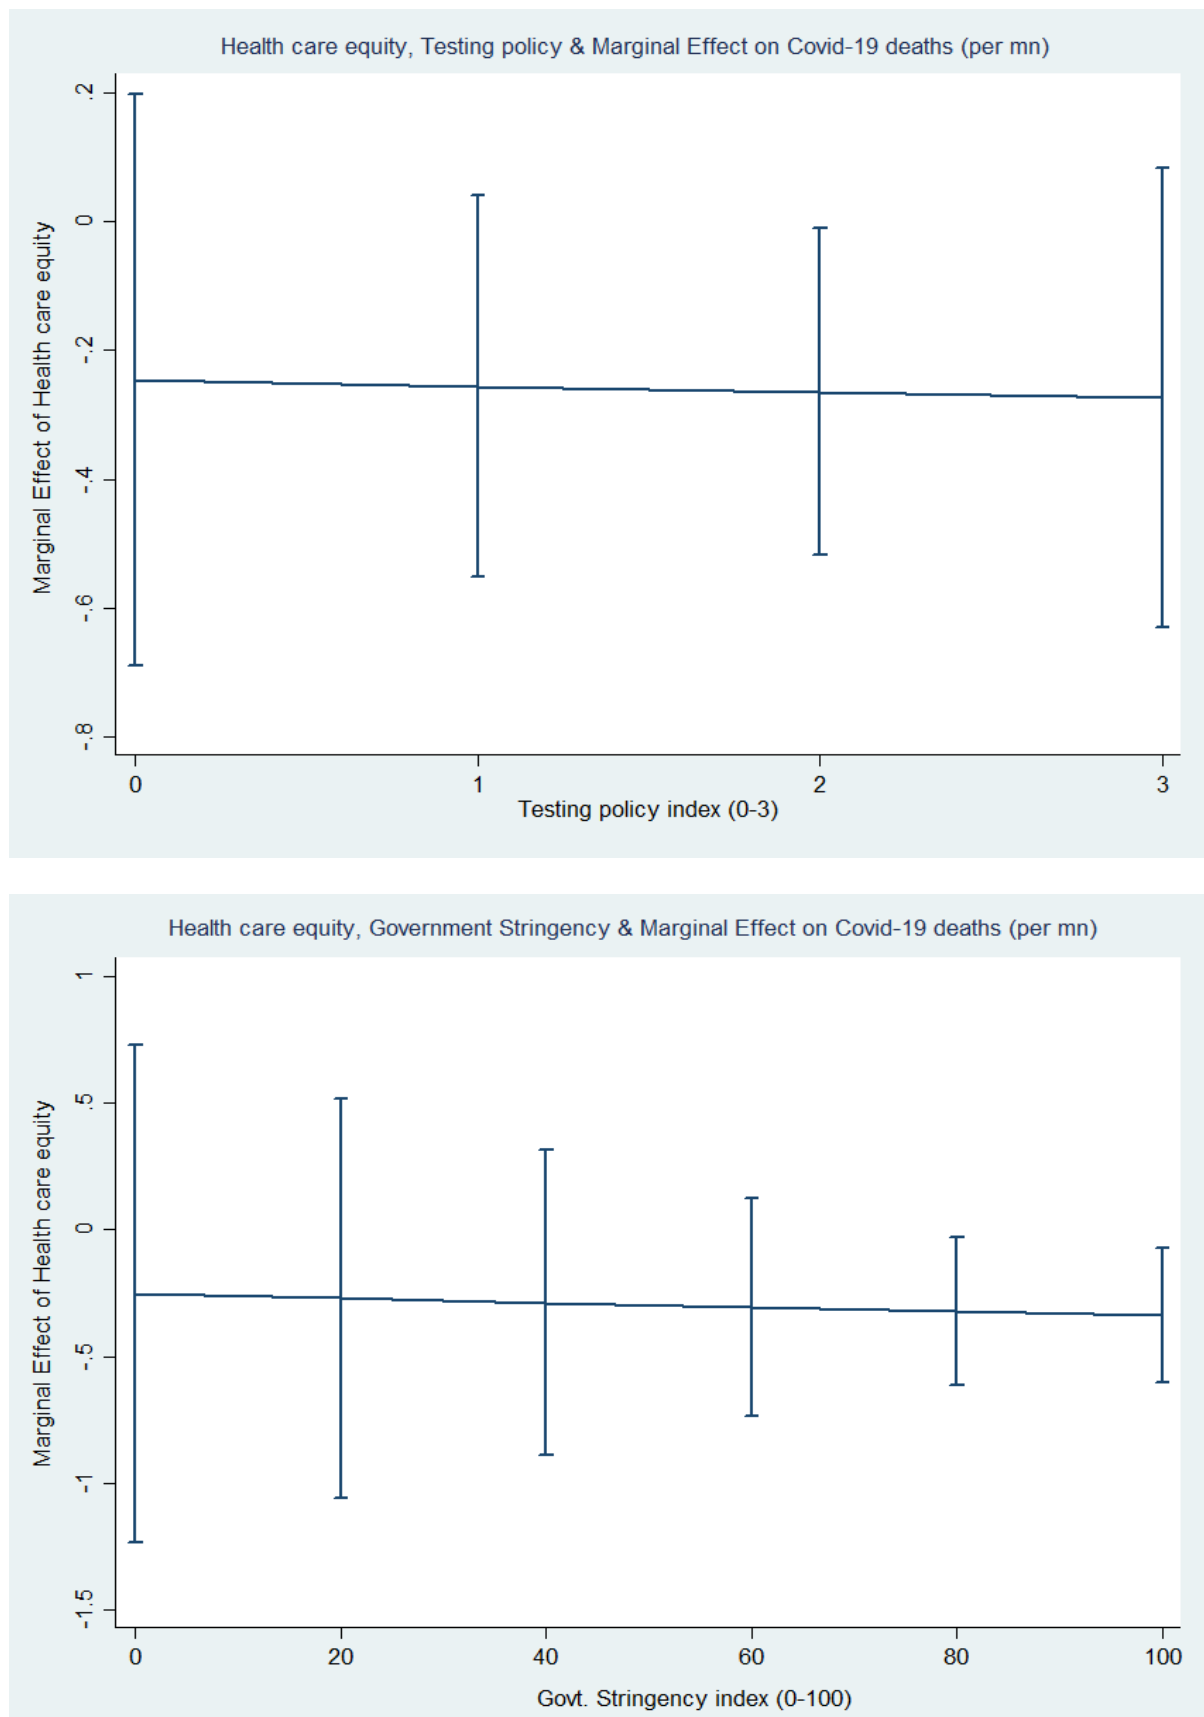 Health care equity, Testing policy & Marginal Effect on Covid-19 deaths (per mn)
Marginal Effect of Health care equity
.2
0
-.2
-.4
-.6
-.8
0 1 2 3
Testing policy index (0-3)
Health care equity, Government Stringency & Marginal Effect on Covid-19 deaths (per mn)
Marginal Effect of Health care equity
1
.5
0
-.5
-1
-1.5
0 20 40 60 80 100
Govt. Stringency index (0-100)